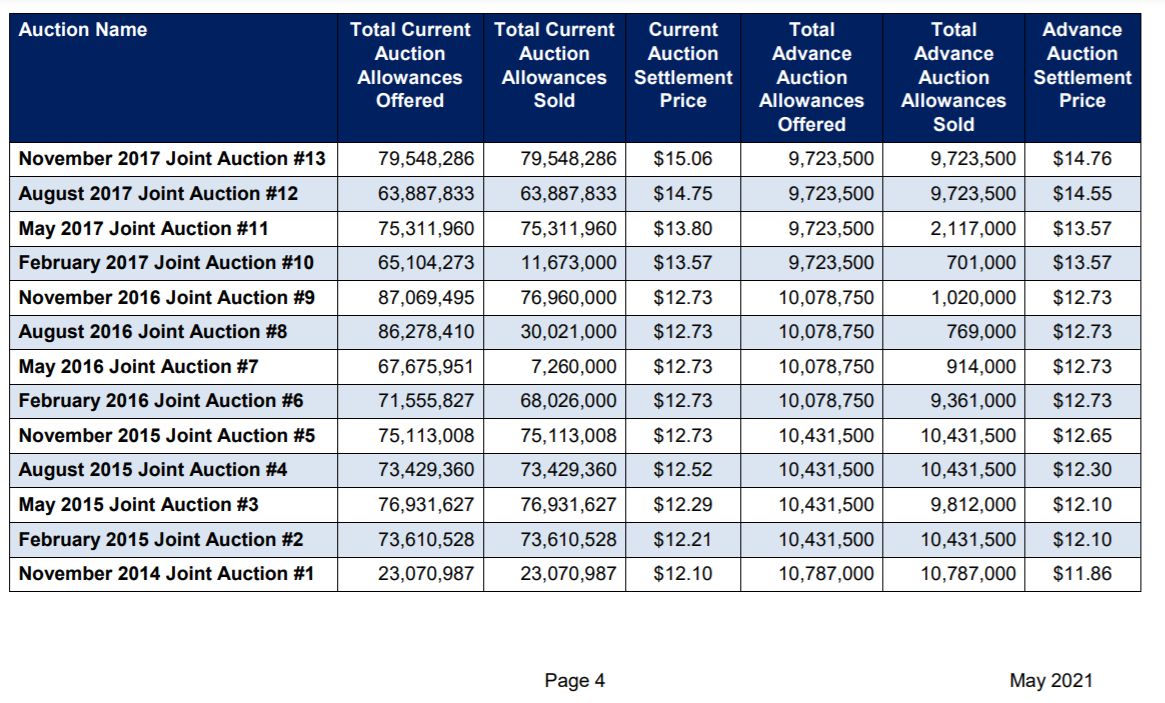 Auction Name
Total Current Auction Allowances Offered
Total Current Auction Allowances Sold
Current Auction Settlement Price
Total Advance Auction Allowances Offered
Total Advance Auction Allowances Sold
Advance Auction Settlement Price
November 2017 Joint Auction #13 79,548,286 79,548,286 $15.06 9,723,500 9,723,500 $14.76
August 2017 Joint Auction #12 63,887,833 63,887,833 $14.75 9,723,500 9,723,500 $14.55
May 2017 Joint Auction #11 75,311,960 75,311,960 $13.80 9,723,500 2,117,000 $13.57
February 2017 Joint Auction #10 65,104,273 11,673,000 $13.57 9,723,500 701,000 $13.57
November 2016 Joint Auction #9 87,069,495 76,960,000 $12.73 10,078,750 1,020,000 $12.73
August 2016 Joint Auction #8 86,278,410 30,021,000 $12.73 10,078,750 769,000 $12.73
May 2016 Joint Auction #7 67,675,951 7,260,000 $12.73 10,078,750 914,000 $12.73
February 2016 Joint Auction #6 71,555,827 68,026,000 $12.73 10,078,750 9,361,000 $12.73
November 2015 Joint Auction #5 75,113,008 75,113,008 $12.73 10,431,500 10,431,500 $12.65
August 2015 Joint Auction #4 73,429,360 73,429,360 $12.52 10,431,500 10,431,500 $12.30
May 2015 Joint Auction #3 76,931,627 76,931,627 $12.29 10,431,500 9,812,000 $12.10
February 2015 Joint Auction #2 73,610,528 73,610,528 $12.21 10,431,500 10,431,500 $12.10
November 2014 Joint Auction #1 23,070,987 23,070,987 $12.10 10,787,000 10,787,000 $11.86
Page 4 May 2021